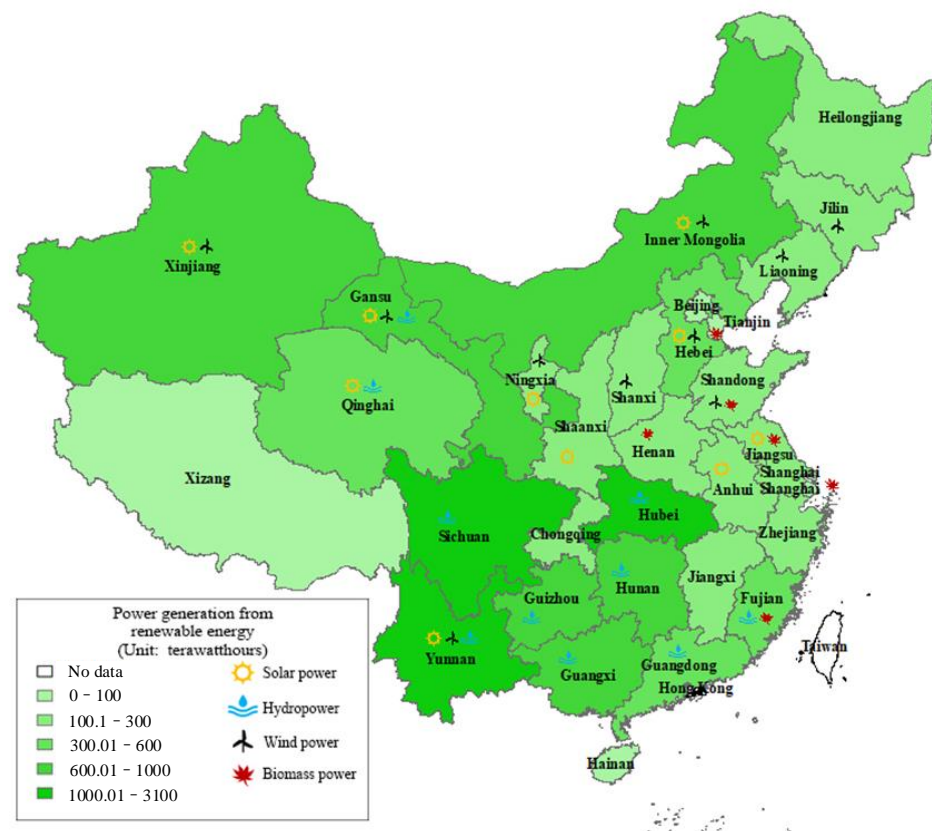 Heilongjiang
Jilin
Inner Mongolia
Liaoning
Xinjiang
Gansu
Beijing
Tianjin
Hebei
Ningxia
Shandong
Qinghai
Shanxi
Shaanxi
Henan
Jiangsu
Shanghai
Anhui
Shanghai
Xizang
Hubei
Sichuan
Chongqing
Zhejiang
Jiangxi
Hunan
Guizhou
Fujian
Yunnan
Guangxi
Guangdong
Taiwan
Hong Kong
Hainan
Power generation from
renewable energy
(Unit: terawatthours)
No data
0 - 100
100.1 - 300
300.01 - 600
600.01 - 1000
1000.01 - 3100
Solar power
Hydropower
Wind power
Biomass power